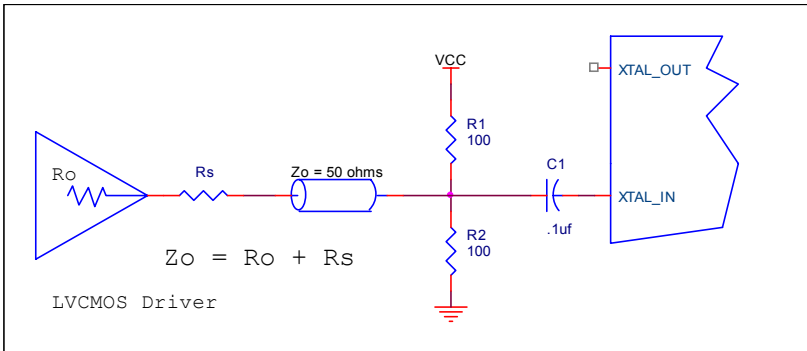 VCC
XTAL_OUT
R1
100
Ro
Rs
Zo = 50 ohms
C1
XTAL_IN
.1uf
R2
100
Zo = Ro + Rs
LVCMOS Driver